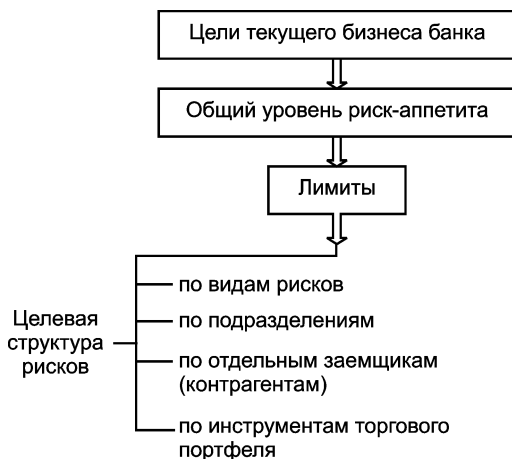 Цели текущего бизнеса банка
Общий уровень риск-аппетита
Лимиты
Целевая
структура
рисков
по видам рисков
по подразделениям
по отдельным заемщикам
(контрагентам)
по инструментам торгового
портфеля